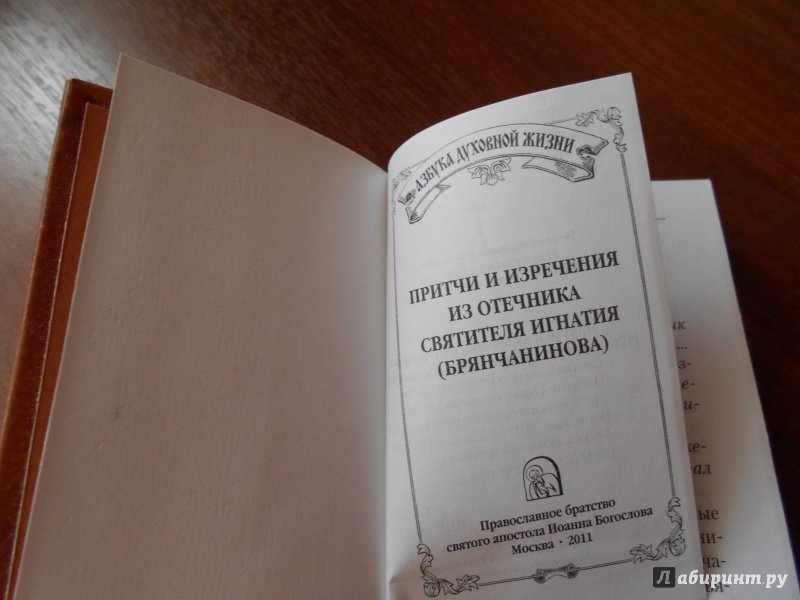 АЗБУКА ДУХОВНОЙ ЖИЗНИ
ПРИТЧИ И ИЗРЕЧЕНИЯ
ИЗ ОТЕЧНИКА
СВЯТИТЕЛЯ ИГНАТИЯ
(БРЯНЧАНИНОВА)
Православное братство
святого апостола Иоанна Богослова
Москва · 2011
Лабиринт.ру